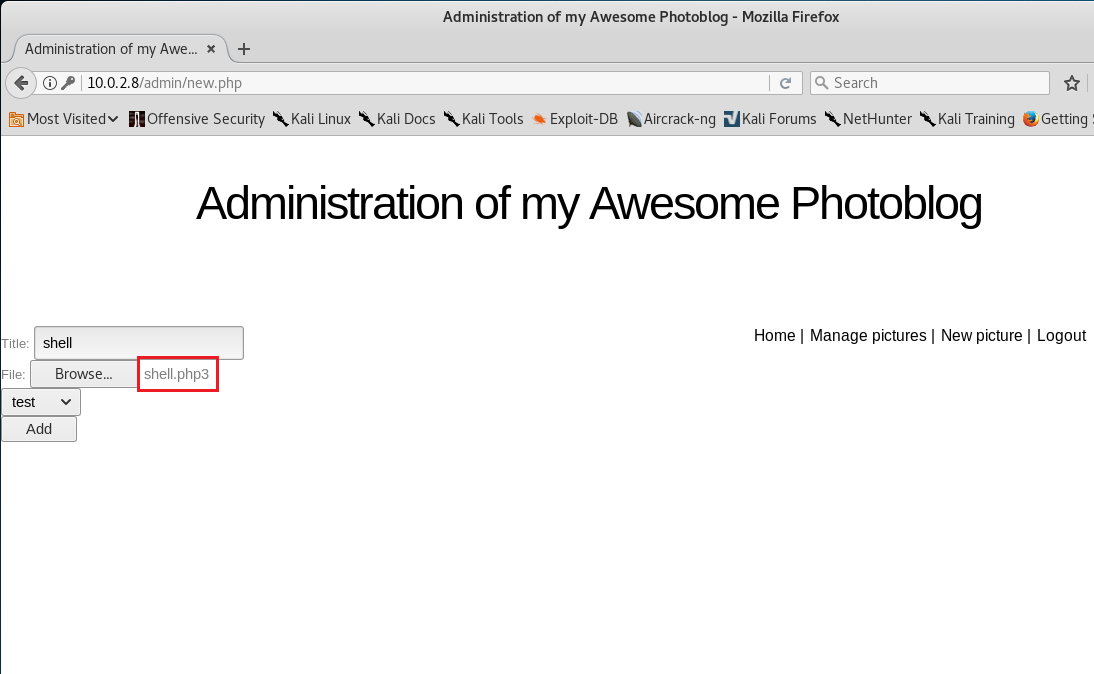 Administration of my Awesome Photoblog - Mozilla Firefox
Administration of my Awe...
10.0.2.8/admin/new.php
Search
Most Visited Offensive Security Kali Linux Kali Docs Kali Tools Exploit-DB Aircrack-ng Kali Forums NetHunter Kali Training Getting
Administration of my Awesome Photoblog
Home | Manage pictures | New picture | Logout
Title: shell
File: Browse... shell.php3
test
Add